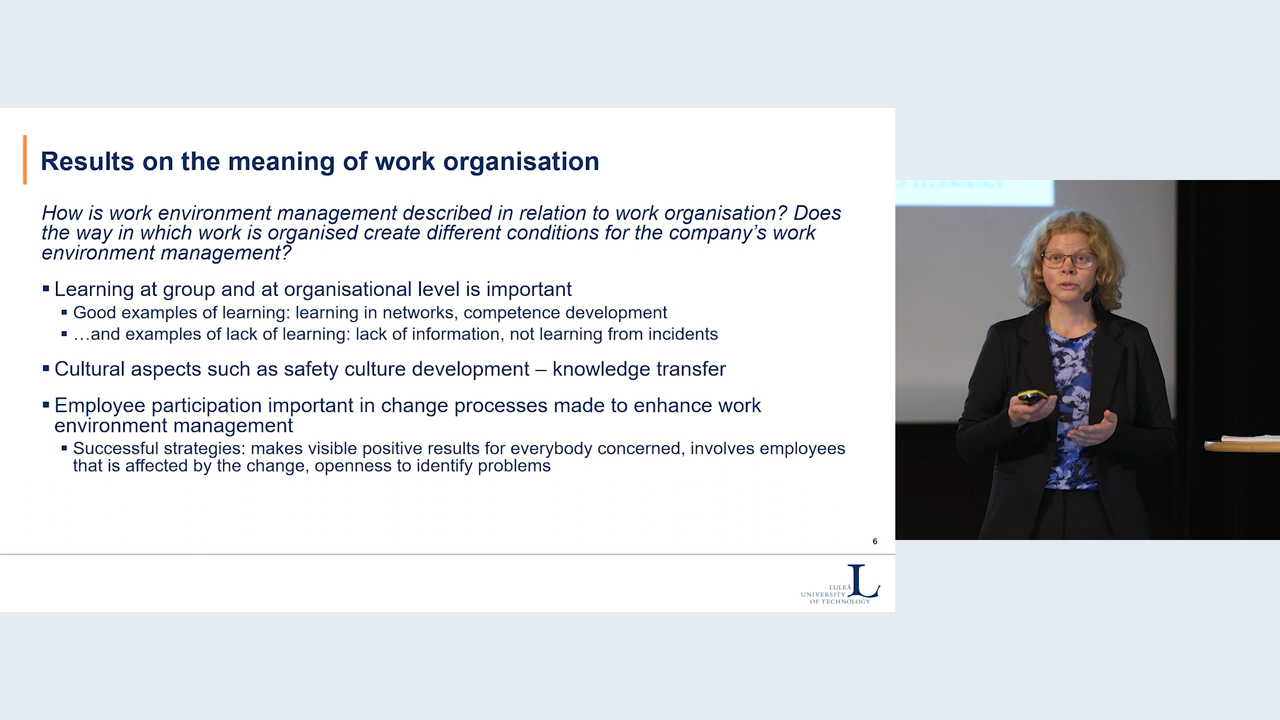 Results on the meaning of work organisation
How is work environment management described in relation to work organisation? Does
the way in which work is organised create different conditions for the company's work
environment management?
▪ Learning at group and at organisational level is important
▪ Good examples of learning: learning in networks, competence development
▪ …and examples of lack of learning: lack of information, not learning from incidents
▪ Cultural aspects such as safety culture development – knowledge transfer
▪ Employee participation important in change processes made to enhance work
environment management
▪ Successful strategies: makes visible positive results for everybody concerned, involves employees
that is affected by the change, openness to identify problems
6
LULEÅ
UNIVERSITY
OF TECHNOLOGY
L
OF TECHNOLOGY